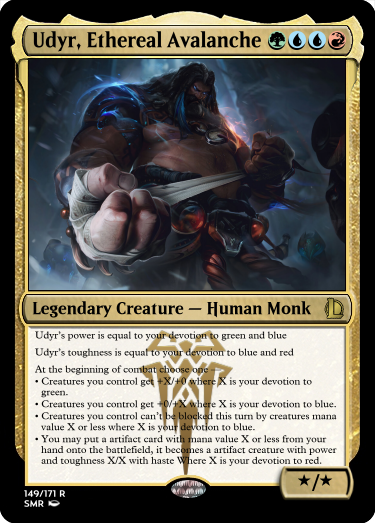 Udyr, Ethereal Avalanche
Legendary Creature — Human Monk
Udyr's power is equal to your devotion to green and blue
Udyr's toughness is equal to your devotion to blue and red
At the beginning of combat choose one -
• Creatures you control get +X/+0 where X is your devotion to
green.
• Creatures you control get +0/+X where X is your devotion to blue.
• Creatures you control can't be blocked this turn by creatures mana
value X or less where X is your devotion to blue.
• You may put a artifact card with mana value X or less from your
hand onto the battlefield, it becomes a artifact creature with power
and toughness X/X with haste Where X is your devotion to red.
★/★
149/171 R
SMR